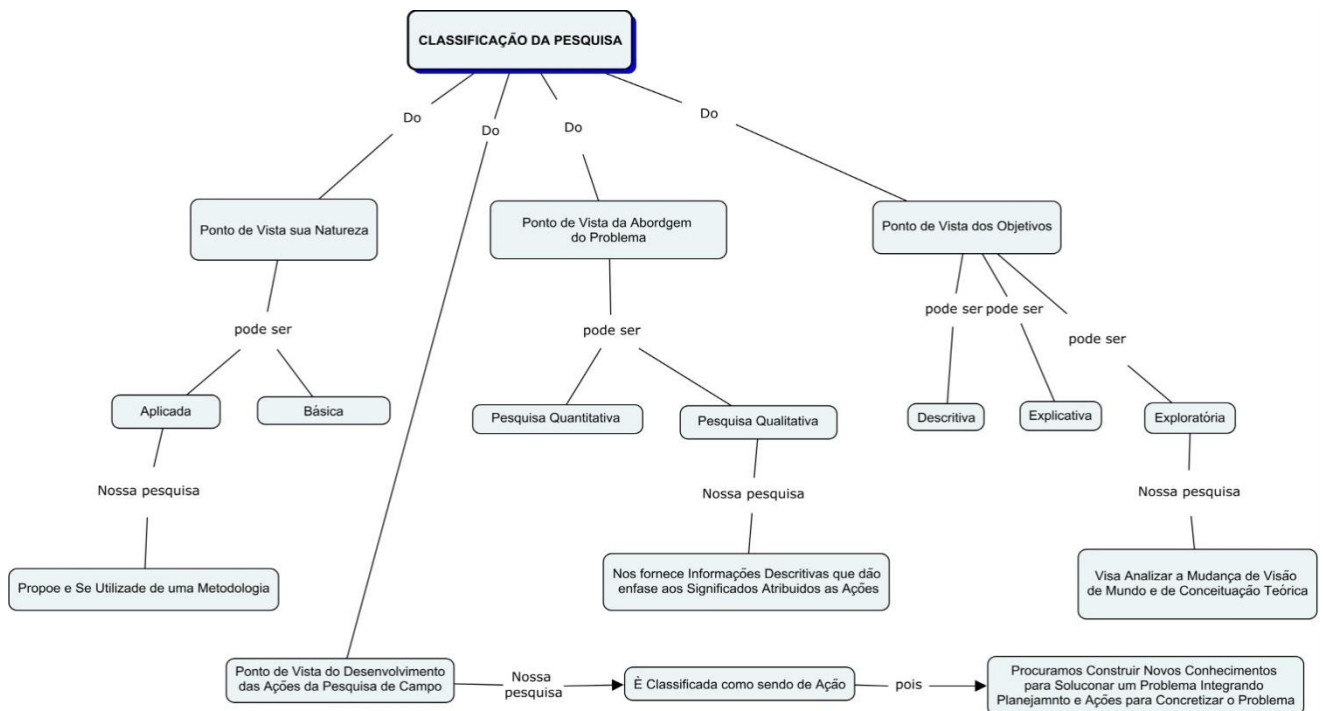 CLASSIFICAÇÃO DA PESQUISA
Do
Do
Do
Do
Ponto de Vista sua Natureza
Ponto de Vista da Abordgem
do Problema
Ponto de Vista dos Objetivos
pode ser
pode ser
pode ser
pode ser
pode ser
Aplicada
Básica
Pesquisa Quantitativa
Pesquisa Qualitativa
Descritiva
Explicativa
Exploratória
Nossa pesquisa
Nossa pesquisa
Nossa pesquisa
Propoe e Se Utilizade de uma Metodologia
Nos fornece Informações Descritivas que dão
enfase aos Significados Atribuidos as Ações
Visa Analizar a Mudança de Visão
de Mundo e de Conceituação Teórica
Ponto de Vista do Desenvolvimento
das Ações da Pesquisa de Campo
Nossa
pesquisa
È Classificada como sendo de Ação
pois
Procuramos Construir Novos Conhecimentos
para Soluconar um Problema Integrando
Planejamnto e Ações para Concretizar o Problema